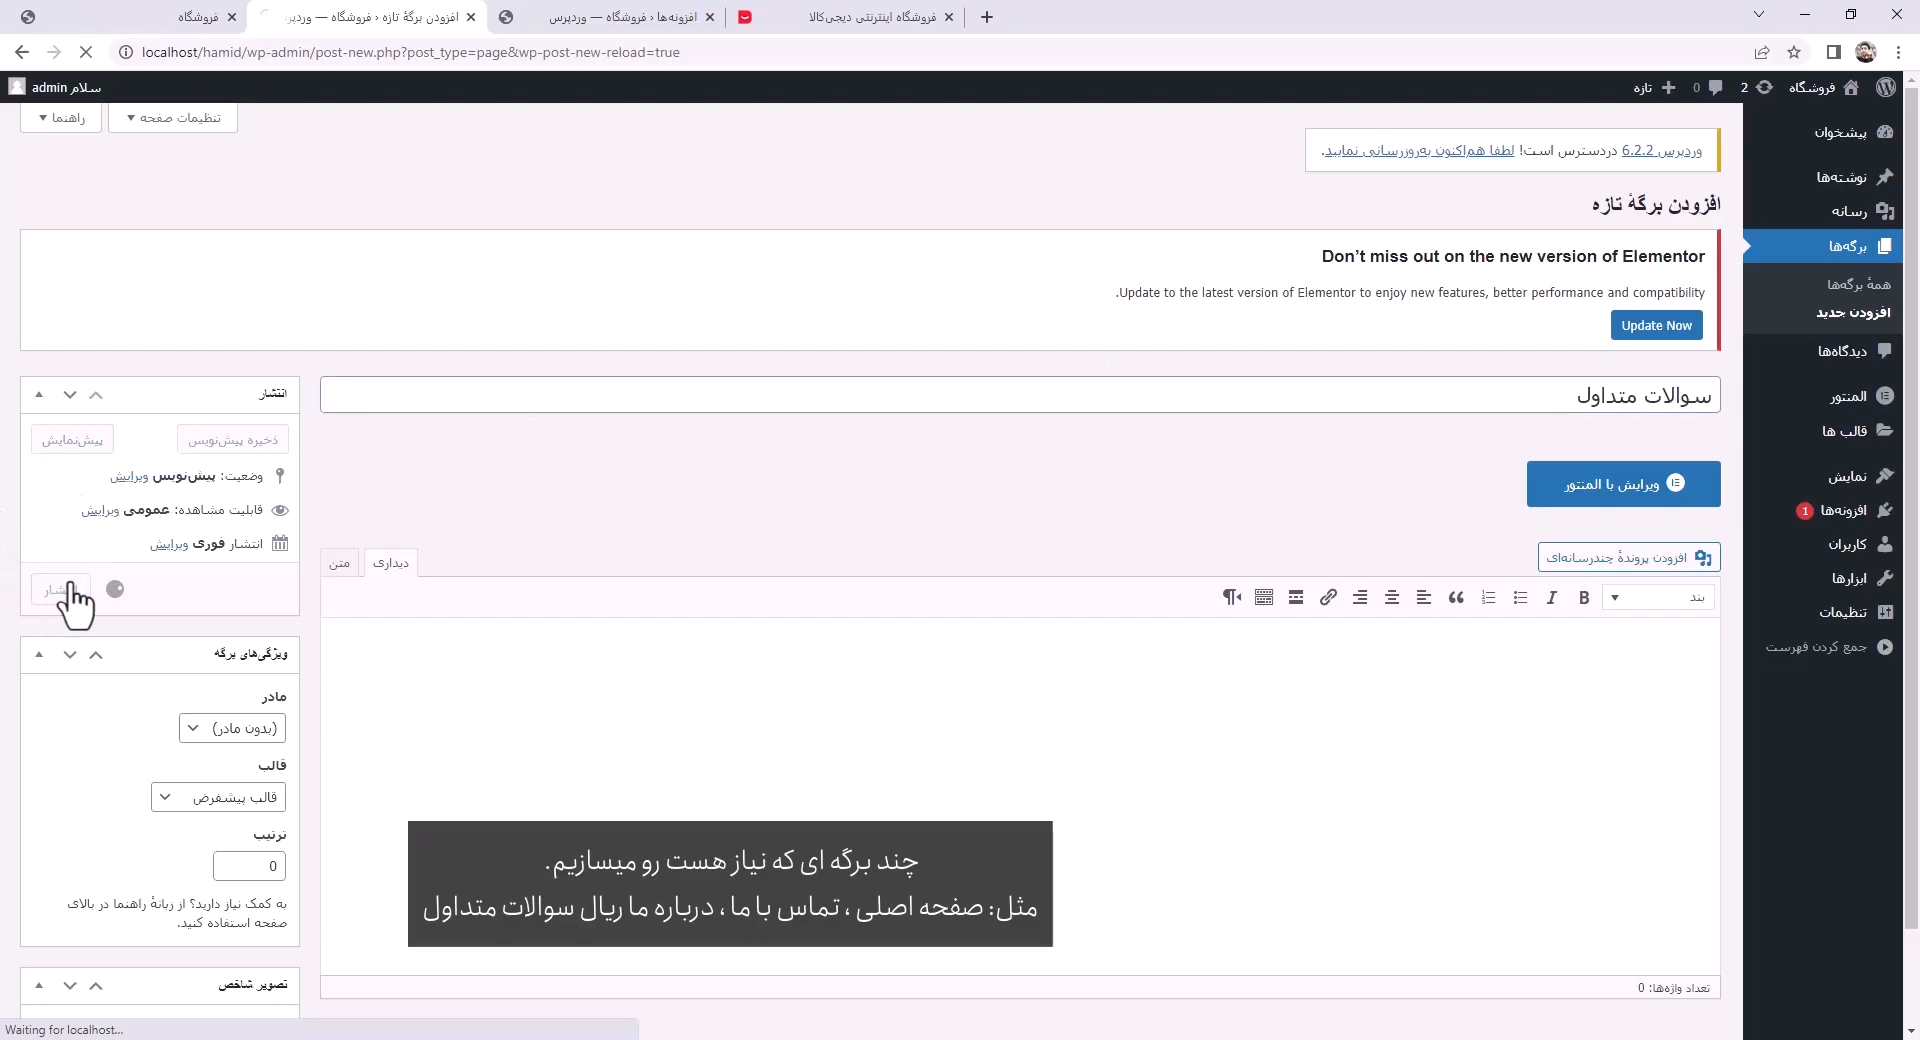 فروشگاه
افزودن برگهٔ تازه ‹ فروشگاه — وردپرس
افزونه‌ها ‹ فروشگاه — وردپرس
فروشگاه اینترنتی دیجی‌کالا
localhost/hamid/wp-admin/post-new.php?post_type=page&wp-post-new-reload=true
فروشگاه
2
0
تازه
سلام admin
پیشخوان
نوشته‌ها
رسانه
برگه‌ها
همهٔ برگه‌ها
افزودن جدید
دیدگاه‌ها
المنتور
قالب ها
نمایش
افزونه‌ها 1
کاربران
ابزارها
تنظیمات
جمع کردن فهرست
تنظیمات صفحه
راهنما
وردپرس 6.2.2 دردسترس است! لطفا هم‌اکنون به‌روزرسانی نمایید.
افزودن برگهٔ تازه
Don’t miss out on the new version of Elementor
.Update to the latest version of Elementor to enjoy new features, better performance and compatibility
Update Now
سوالات متداول
ویرایش با المنتور
افزودن پروندهٔ چندرسانه‌ای
دیداری
متن
بند
B I
تعداد واژه‌ها: 0
انتشار
ذخیره پیش‌نویس
پیش‌نمایش
وضعیت: پیش‌نویس ویرایش
قابلیت مشاهده: عمومی ویرایش
انتشار فوری ویرایش
ویژگی‌های برگه
مادر
(بدون مادر)
قالب
قالب پیشفرض
ترتیب
0
به کمک نیاز دارید؟ از زبانهٔ راهنما در بالای
صفحه استفاده کنید.
تصویر شاخص
چند برگه ای که نیاز هست رو میسازیم.
مثل: صفحه اصلی ، تماس با ما ، درباره ما ریال سوالات متداول
Waiting for localhost...